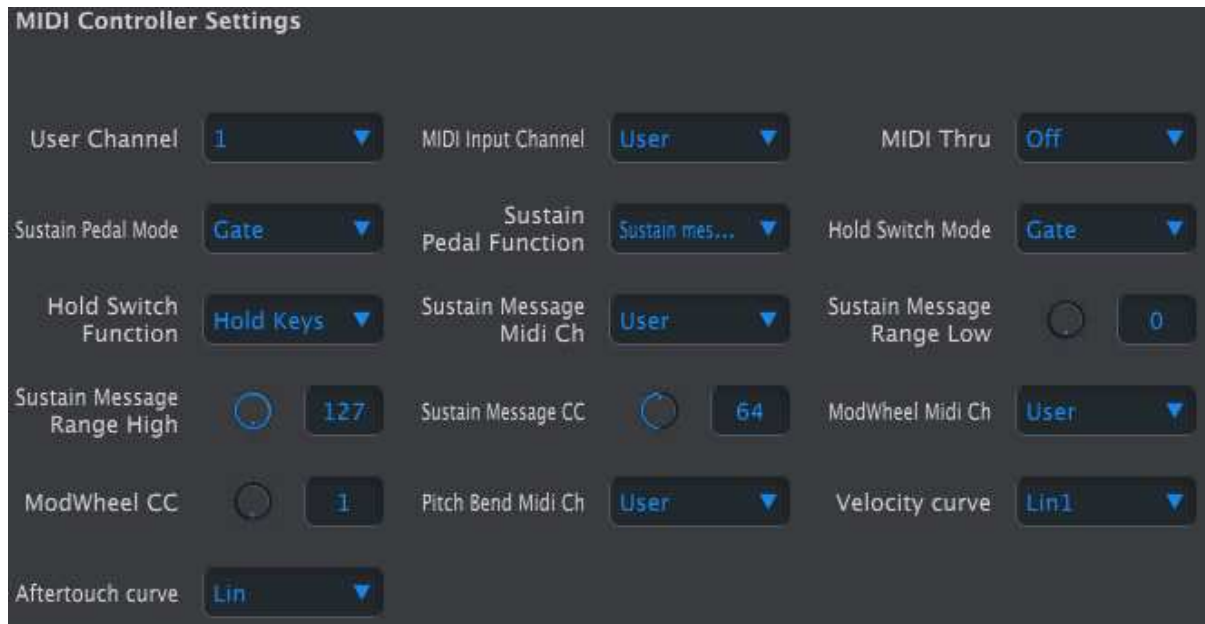 MIDI Controller Settings
User Channel 1 MIDI Input Channel User MIDI Thru Off
Sustain Pedal Mode Gate Sustain
Pedal Function Sustain mes... Hold Switch Mode Gate
Hold Switch
Function Hold Keys Sustain Message
Midi Ch User Sustain Message
Range Low 0
Sustain Message
Range High 127 Sustain Message CC 64 ModWheel Midi Ch User
ModWheel CC 1 Pitch Bend Midi Ch User Velocity curve Lin1
Aftertouch curve Lin